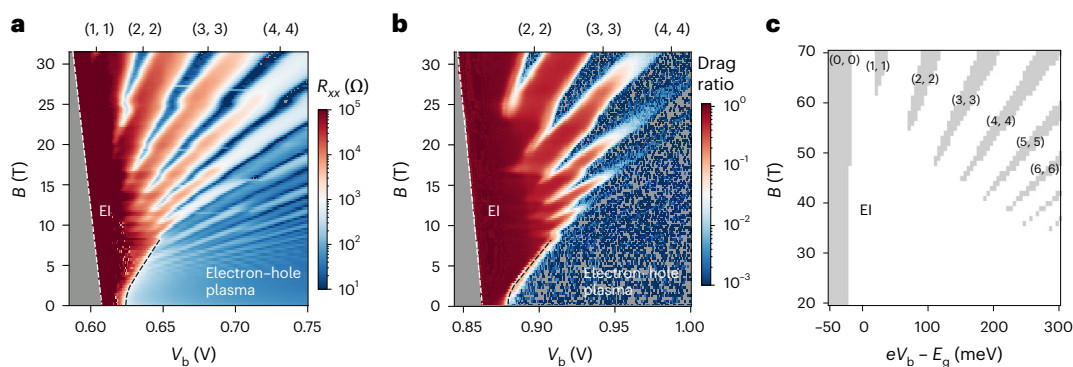 a
(1, 1) (2, 2) (3, 3) (4, 4)
B (T)
30
25
20
15
10
5
0
EI
Electron–hole
plasma
0.60 0.65 0.70 0.75
V_b (V)
R_xx (Ω)
10^5
10^4
10^3
10^2
10^1
b
(2, 2) (3, 3) (4, 4)
B (T)
30
25
20
15
10
5
0
EI
Electron–hole
plasma
0.85 0.90 0.95 1.00
V_b (V)
Drag
ratio
10^0
10^−1
10^−2
10^−3
c
B (T)
70
60
50
40
30
20
(0, 0) (1, 1)
(2, 2)
(3, 3)
(4, 4)
(5, 5)
(6, 6)
EI
−50 0 100 200 300
eV_b – E_g (meV)